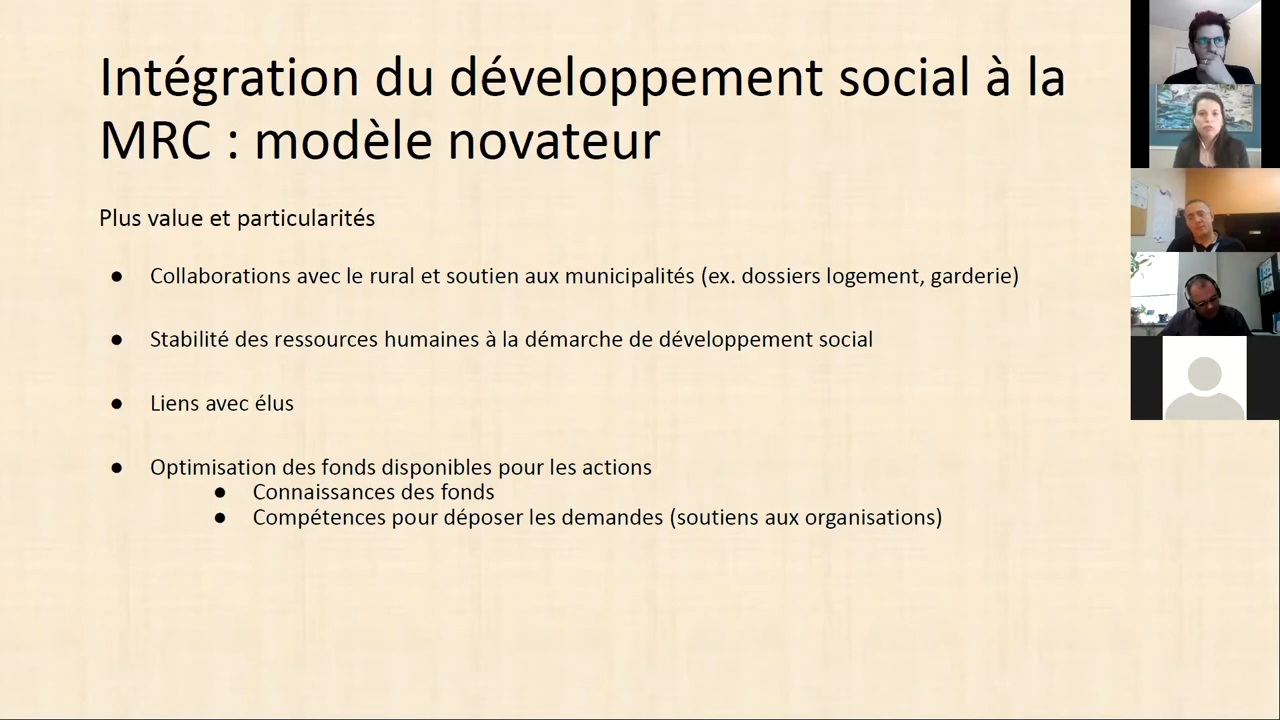 Intégration du développement social à la
MRC : modèle novateur
Plus value et particularités
● Collaborations avec le rural et soutien aux municipalités (ex. dossiers logement, garderie)
● Stabilité des ressources humaines à la démarche de développement social
● Liens avec élus
● Optimisation des fonds disponibles pour les actions
● Connaissances des fonds
● Compétences pour déposer les demandes (soutiens aux organisations)